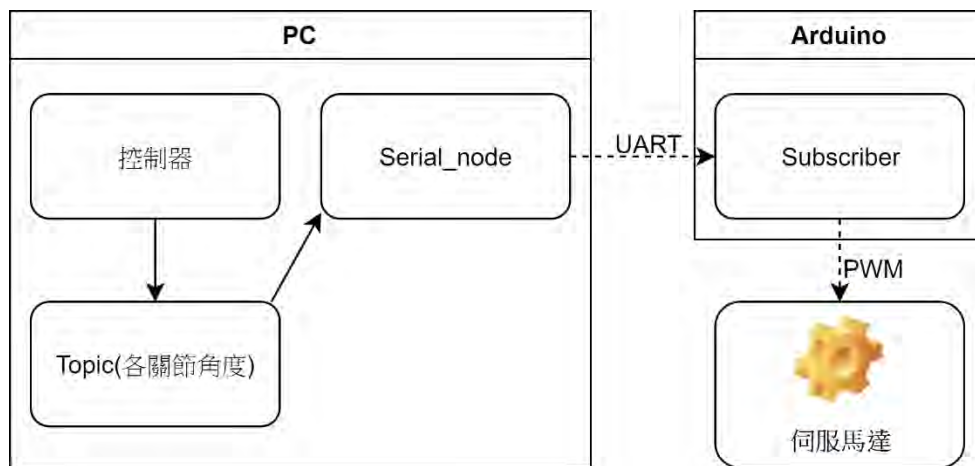 PC
Arduino
控制器
Serial_node
UART
Subscriber
PWM
Topic(各關節角度)
伺服馬達